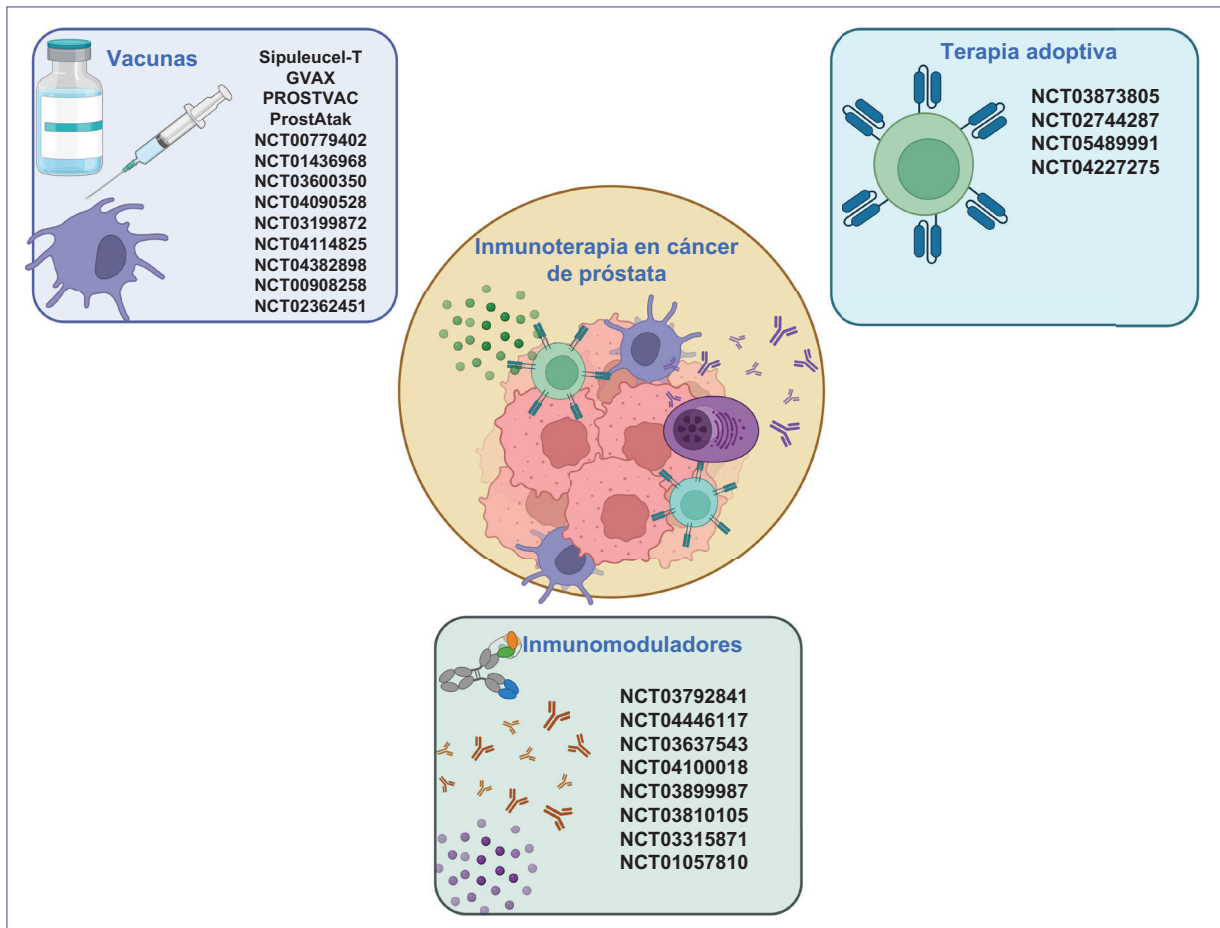 Vacunas
Sipuleucel-T
GVAX
PROSTVAC
ProstAtak
NCT00779402
NCT01436968
NCT03600350
NCT04090528
NCT03199872
NCT04114825
NCT04382898
NCT00908258
NCT02362451
Terapia adoptiva
NCT03873805
NCT02744287
NCT05489991
NCT04227275
Inmunoterapia en cáncer
de próstata
Inmunomoduladores
NCT03792841
NCT04446117
NCT03637543
NCT04100018
NCT03899987
NCT03810105
NCT03315871
NCT01057810